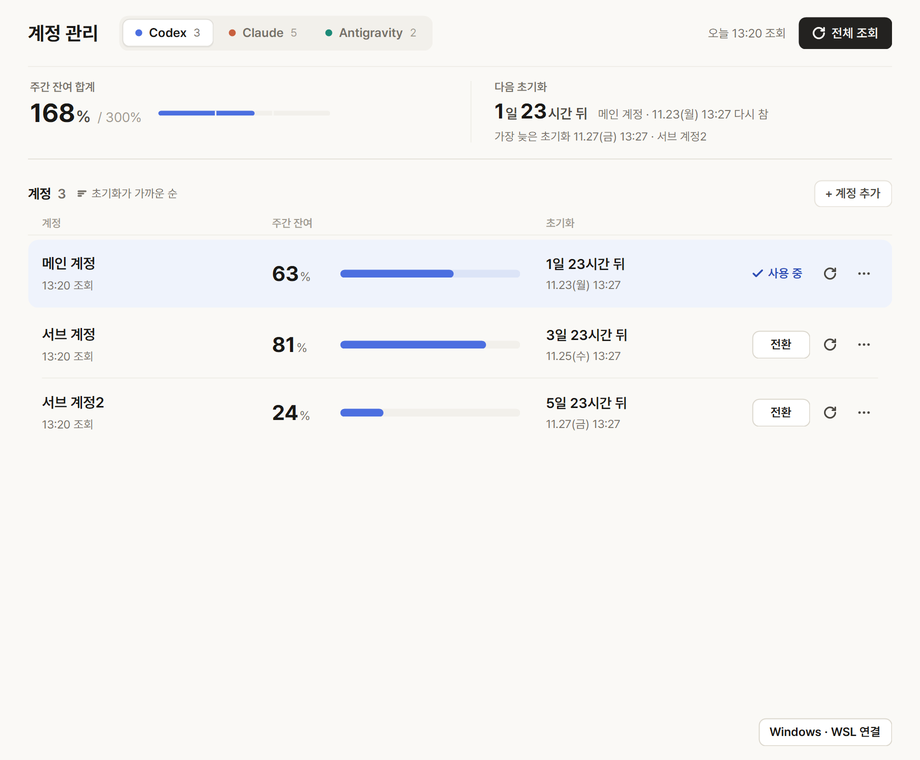 계정 관리
Codex 3
Claude 5
Antigravity 2
오늘 13:20 조회
전체 조회
주간 잔여 합계
168% / 300%
다음 초기화
1일 23시간 뒤 메인 계정 · 11.23(월) 13:27 다시 참
가장 늦은 초기화 11.27(금) 13:27 · 서브 계정2
계정 3 초기화가 가까운 순
+ 계정 추가
계정 주간 잔여 초기화
메인 계정
13:20 조회
63%
1일 23시간 뒤
11.23(월) 13:27
사용 중
서브 계정
13:20 조회
81%
3일 23시간 뒤
11.25(수) 13:27
전환
서브 계정2
13:20 조회
24%
5일 23시간 뒤
11.27(금) 13:27
전환
Windows · WSL 연결